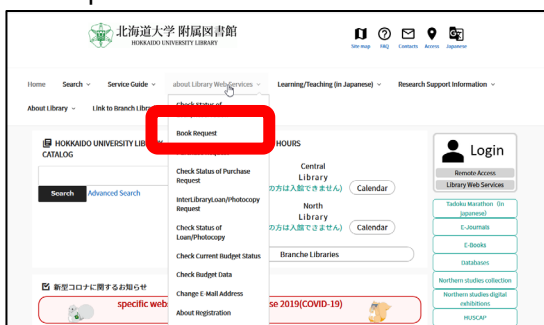 北海道大学 附属図書館
HOKKAIDO UNIVERSITY LIBRARY
Site map FAQ Contacts Access Japanese
Home Search Service Guide about Library Web Services Learning/Teaching (in Japanese) Research Support Information
About Library Link to Branch
Check Status of
Book Request
HOKKAIDO UNIVERSITY
CATALOG
HOURS
Search Advanced Search
Check Status of Purchase
Request
InterLibraryLoan/Photocopy
Request
Check Status of
Loan/Photocopy
Check Current Budget Status
Check Budget Data
Change E-Mail Address
About Registration
Central
Library
の方は入館できません) Calendar
North
Library
の方は入館できません) Calendar
Branche Libraries
Login
Remote Access
Library Web Services
Tadoku Marathon (in
japanese)
E-Journals
E-Books
Databases
Northern studies collection
Northern studies digital
exhibitions
HUSCAP
新型コロナに関するお知らせ
specific webs
se 2019(COVID-19)